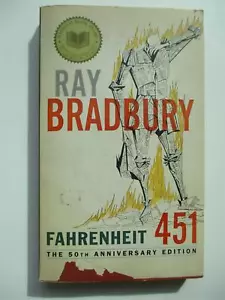 RAY
BRADBURY
FAHRENHEIT 451
THE 50TH ANNIVERSARY EDITION